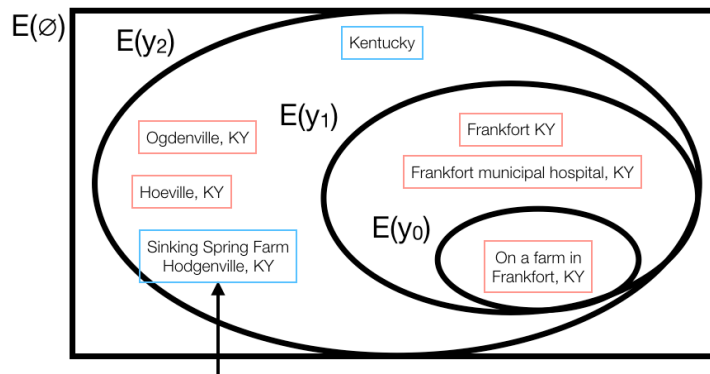 E(∅)
E(y₂)
Kentucky
E(y₁)
Ogdenville, KY
Frankfort KY
Frankfort municipal hospital, KY
Hoeville, KY
E(y₀)
Sinking Spring Farm
Hodgenville, KY
On a farm in
Frankfort, KY